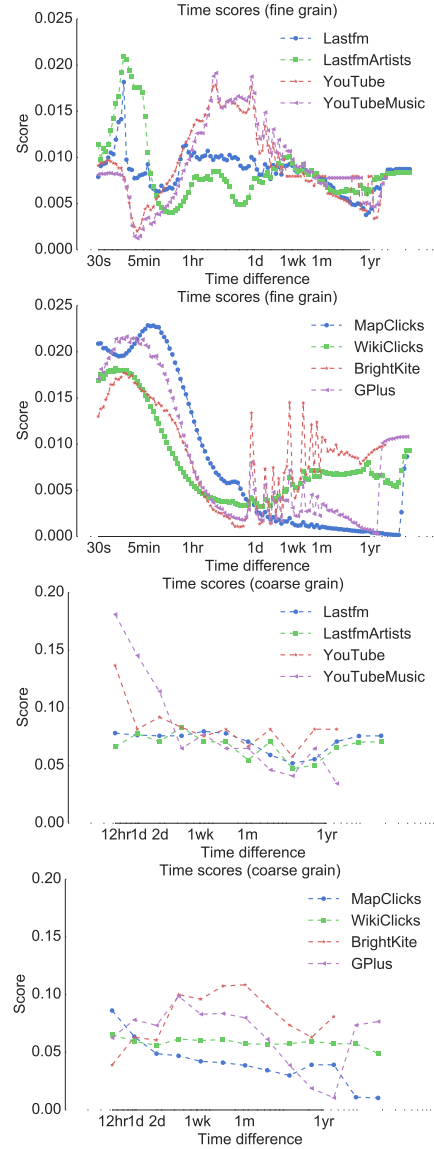 Time scores (fine grain)
0.025
0.020
0.015
0.010
0.005
0.000
Score
Lastfm
LastfmArtists
YouTube
YouTubeMusic
30s 5min 1hr 1d 1wk 1m 1yr
Time difference
Time scores (fine grain)
0.025
0.020
0.015
0.010
0.005
0.000
Score
MapClicks
WikiClicks
BrightKite
GPlus
30s 5min 1hr 1d 1wk 1m 1yr
Time difference
Time scores (coarse grain)
0.20
0.15
0.10
0.05
0.00
Score
Lastfm
LastfmArtists
YouTube
YouTubeMusic
12hr1d 2d 1wk 1m 1yr
Time difference
Time scores (coarse grain)
0.20
0.15
0.10
0.05
0.00
Score
MapClicks
WikiClicks
BrightKite
GPlus
12hr1d 2d 1wk 1m 1yr
Time difference